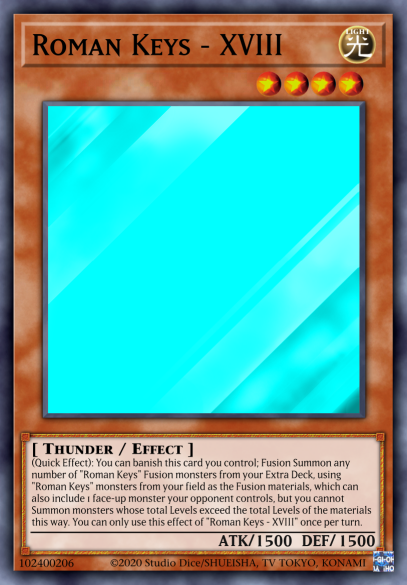 ROMAN KEYS - XVIII
LIGHT
光
[ THUNDER / EFFECT ]
(Quick Effect): You can banish this card you control; Fusion Summon any
number of "Roman Keys" Fusion monsters from your Extra Deck, using
"Roman Keys" monsters from your field as the Fusion materials, which can
also include 1 face-up monster your opponent controls, but you cannot
Summon monsters whose total Levels exceed the total Levels of the materials
this way. You can only use this effect of "Roman Keys - XVIII" once per turn.
ATK/1500 DEF/1500
102400206 ©2020 Studio Dice/SHUEISHA, TV TOKYO, KONAMI